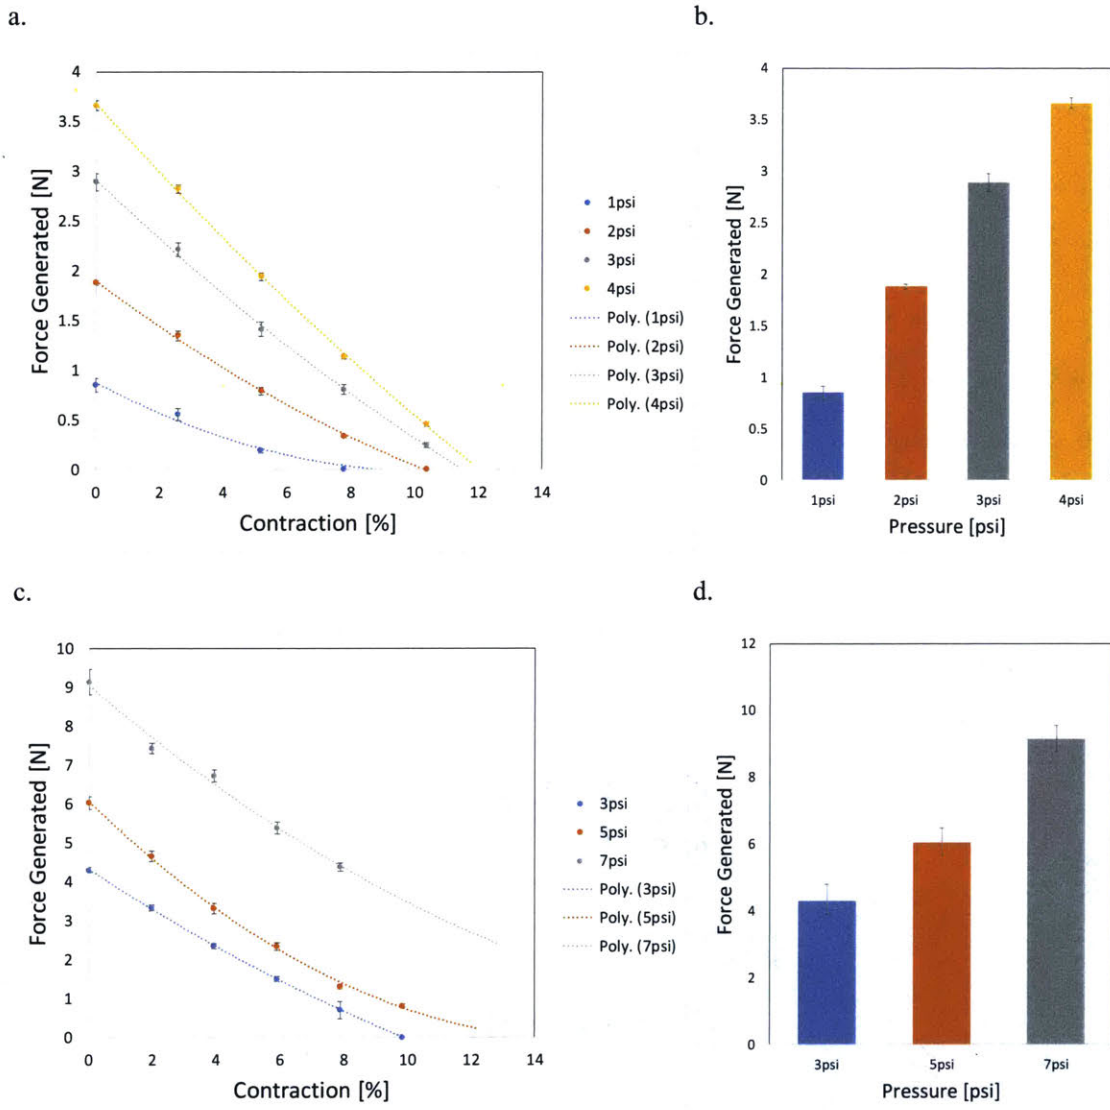 a.
4
3.5
3
2.5
2
1.5
1
0.5
0
Force Generated [N]
0 2 4 6 8 10 12 14
Contraction [%]
1psi
2psi
3psi
4psi
Poly. (1psi)
Poly. (2psi)
Poly. (3psi)
Poly. (4psi)
b.
4
3.5
3
2.5
2
1.5
1
0.5
0
Force Generated [N]
1psi 2psi 3psi 4psi
Pressure [psi]
c.
10
9
8
7
6
5
4
3
2
1
0
Force Generated [N]
0 2 4 6 8 10 12 14
Contraction [%]
3psi
5psi
7psi
Poly. (3psi)
Poly. (5psi)
Poly. (7psi)
d.
12
10
8
6
4
2
0
Force Generated [N]
3psi 5psi 7psi
Pressure [psi]